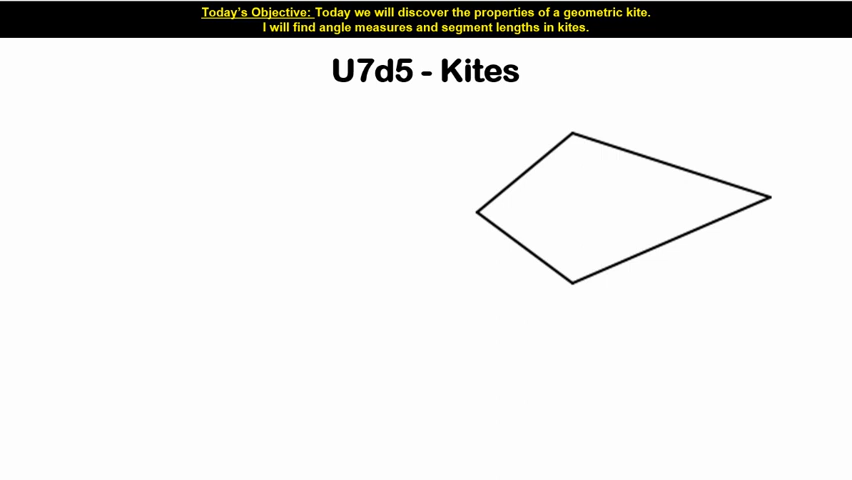 Today's Objective: Today we will discover the properties of a geometric kite.
I will find angle measures and segment lengths in kites.
U7d5 - Kites